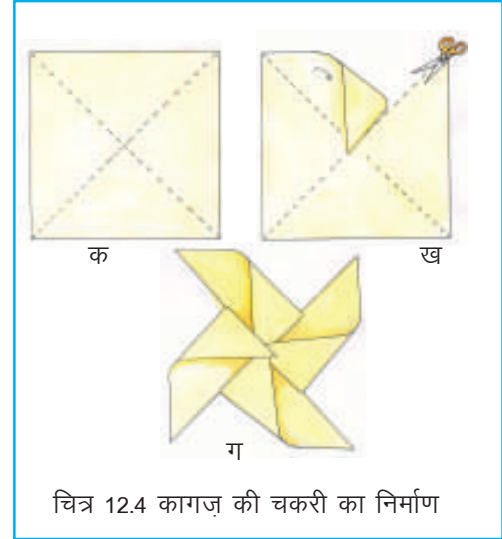 क
ख
ग
चित्र 12.4 कागज़ की चकरी का निर्माण